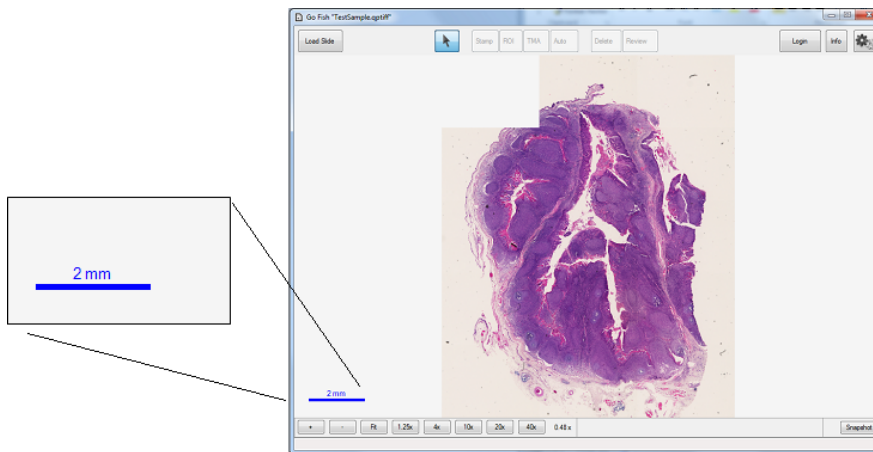 Go Fish "TestSample.qptiff"
Load Slide Stamp ROI TMA Auto Delete Review Login Info
2 mm
2 mm
+ - Fit 1.25x 4x 10x 20x 40x 0.48 x Snapshot